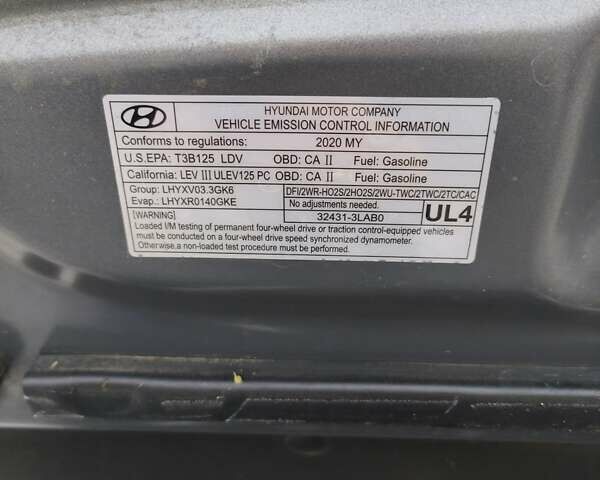 HYUNDAI MOTOR COMPANY
VEHICLE EMISSION CONTROL INFORMATION
Conforms to regulations: 2020 MY
U.S.EPA: T3B125 LDV OBD: CA II Fuel: Gasoline
California: LEV III ULEV125 PC OBD: CA II Fuel: Gasoline
Group: LHYXV03.3GK6 DFI/2WR-HO2S/2HO2S/2WU-TWC/2TWC/2TC/CAC
Evap.: LHYXR0140GKE No adjustments needed.
[WARNING] 32431-3LAB0 UL4
Loaded I/M testing of permanent four-wheel drive or traction control-equipped vehicles
must be conducted on a four-wheel drive speed synchronized dynamometer.
Otherwise,a non-loaded test procedure must be performed.